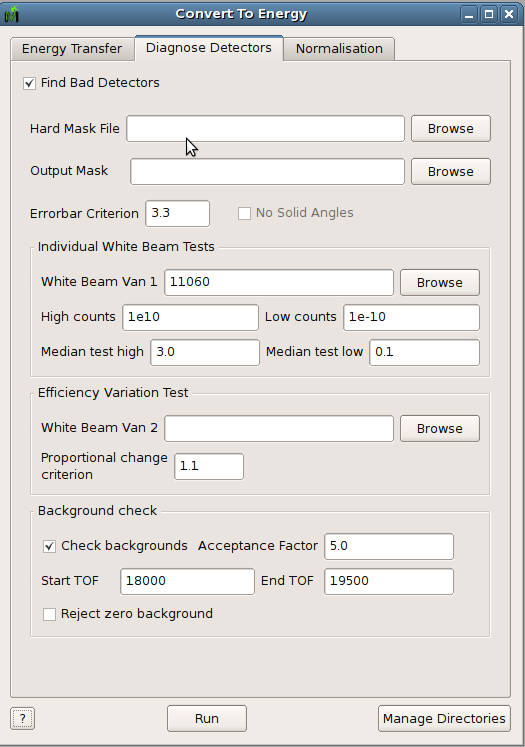 Convert To Energy
Energy Transfer Diagnose Detectors Normalisation
Find Bad Detectors
Hard Mask File Browse
Output Mask Browse
Errorbar Criterion 3.3 No Solid Angles
Individual White Beam Tests
White Beam Van 1 11060 Browse
High counts 1e10 Low counts 1e-10
Median test high 3.0 Median test low 0.1
Efficiency Variation Test
White Beam Van 2 Browse
Proportional change
criterion 1.1
Background check
Check backgrounds Acceptance Factor 5.0
Start TOF 18000 End TOF 19500
Reject zero background
? Run Manage Directories